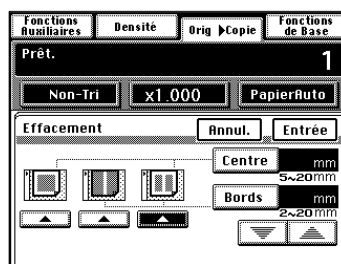 Fonctions Auxiliaires
Densité
Orig ▶Copie
Fonctions de Base
Prêt.
1
Non-Tri
x1.000
PapierAuto
Effacement
Annul.
Entrée
Centre
mm
5~20mm
Bords
mm
2~20mm